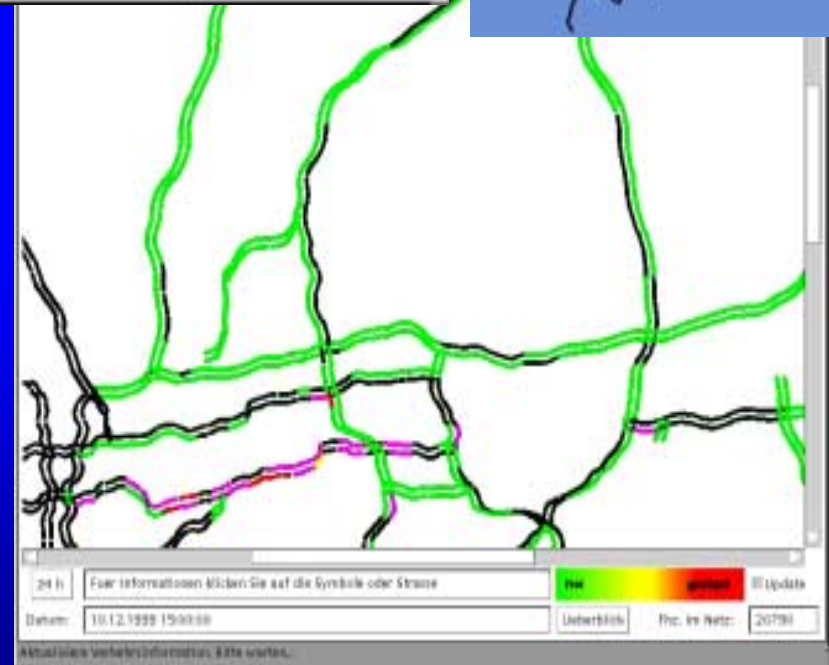 24 h
Fuer Informationen klicken Sie auf die Symbole oder Strasse
frei
gestaut
Update
Datum:
10.12.1999 15:00:00
Ueberblick
Fhz. im Netz:
20790
Aktualisiere Verkehrsinformation. Bitte warten...